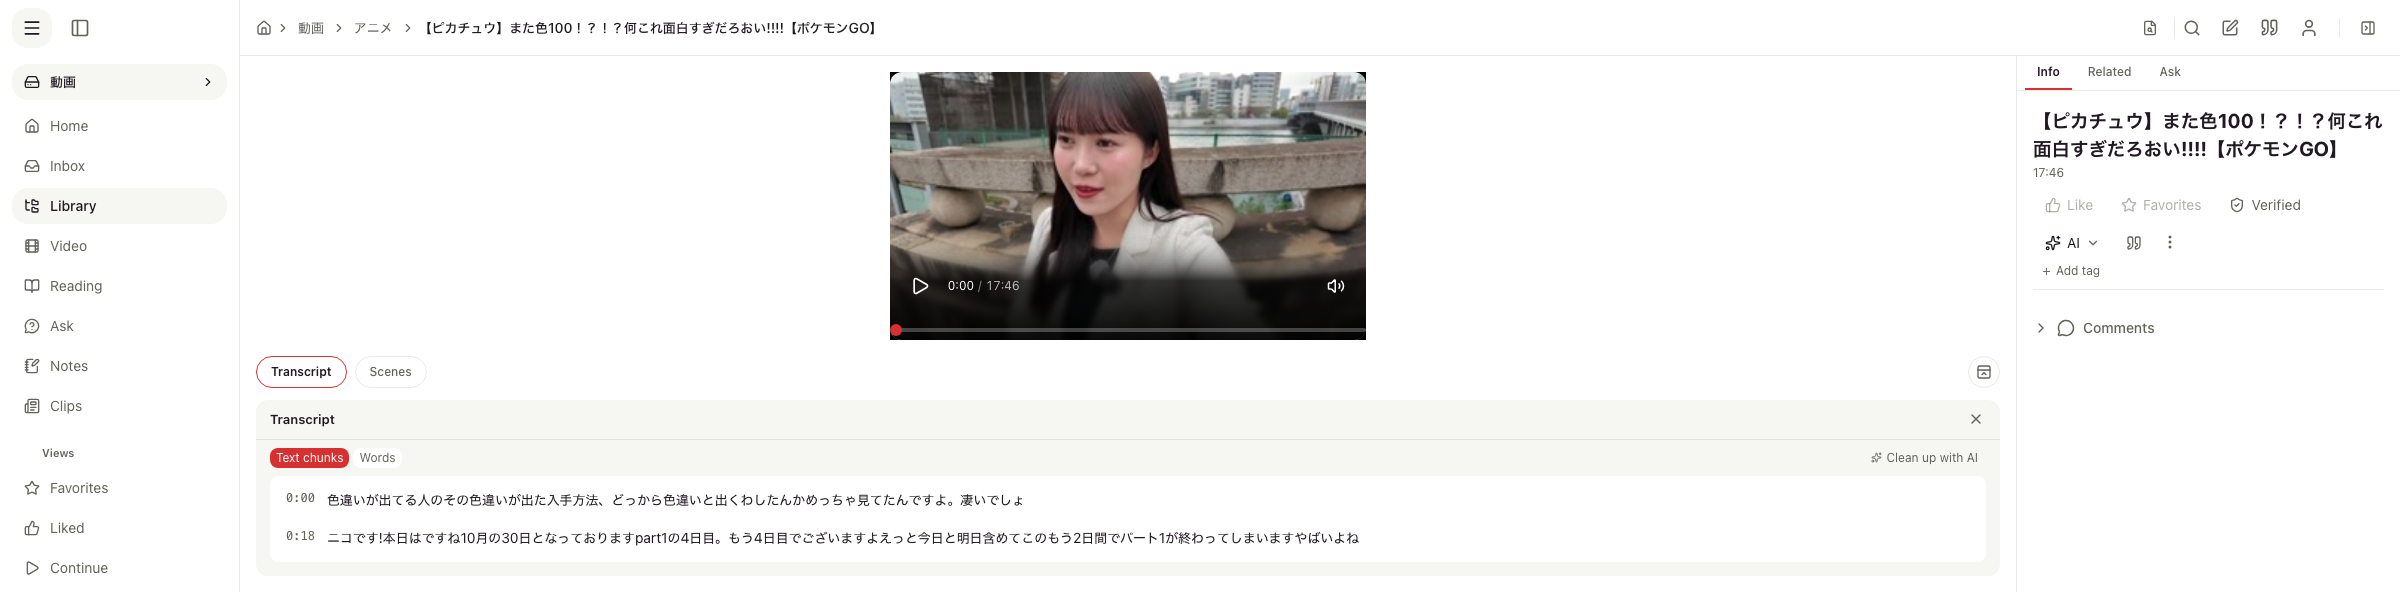 動画
アニメ
【ピカチュウ】また色100！？！？何これ面白すぎだろおい!!!!【ポケモンGO】
動画
Home
Inbox
Library
Video
Reading
Ask
Notes
Clips
Views
Favorites
Liked
Continue
0:00 / 17:46
Transcript
Scenes
Transcript
Text chunks
Words
Clean up with AI
0:00 色違いが出てる人のその色違いが出た入手方法、どっから色違いと出くわしたんかめっちゃ見てたんですよ。凄いでしょ
0:18 ニコです!本日はですね10月の30日となっておりますpart1の4日目。もう4日目でございますよえっと今日と明日含めてこのもう2日間でパート1が終わってしまいますやばいよね
Info
Related
Ask
【ピカチュウ】また色100！？！？何これ
面白すぎだろおい!!!!【ポケモンGO】
17:46
Like
Favorites
Verified
AI
+ Add tag
Comments